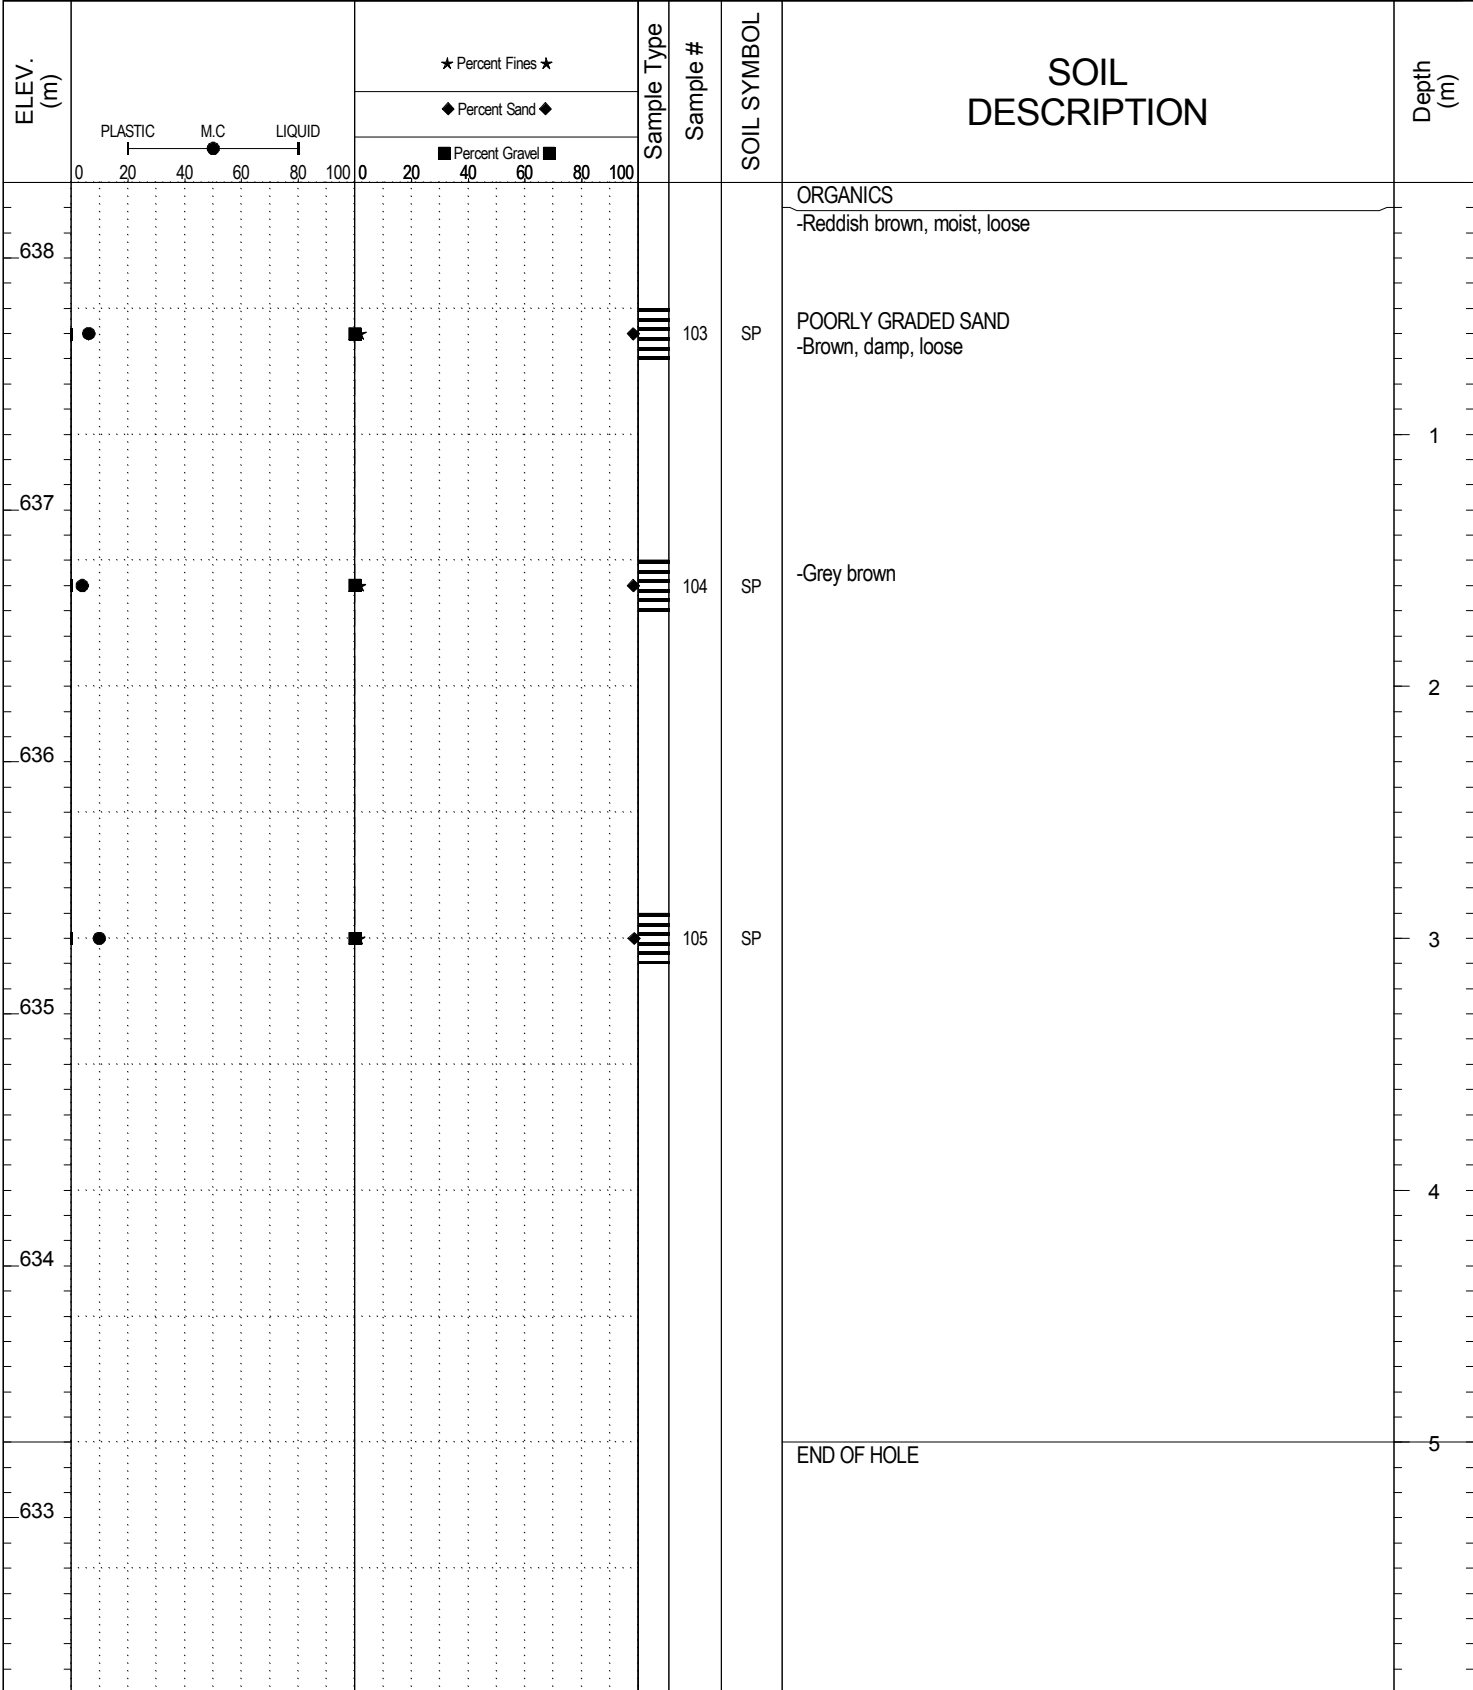 ELEV.
(m)
PLASTIC M.C LIQUID
0 20 40 60 80 100
★ Percent Fines ★
◆ Percent Sand ◆
■ Percent Gravel ■
0 20 40 60 80 100
Sample Type
Sample #
SOIL SYMBOL
SOIL
DESCRIPTION
Depth
(m)
ORGANICS
-Reddish brown, moist, loose
638
POORLY GRADED SAND
103 SP
-Brown, damp, loose
1
637
-Grey brown
104 SP
2
636
105 SP
3
635
4
634
5
END OF HOLE
633